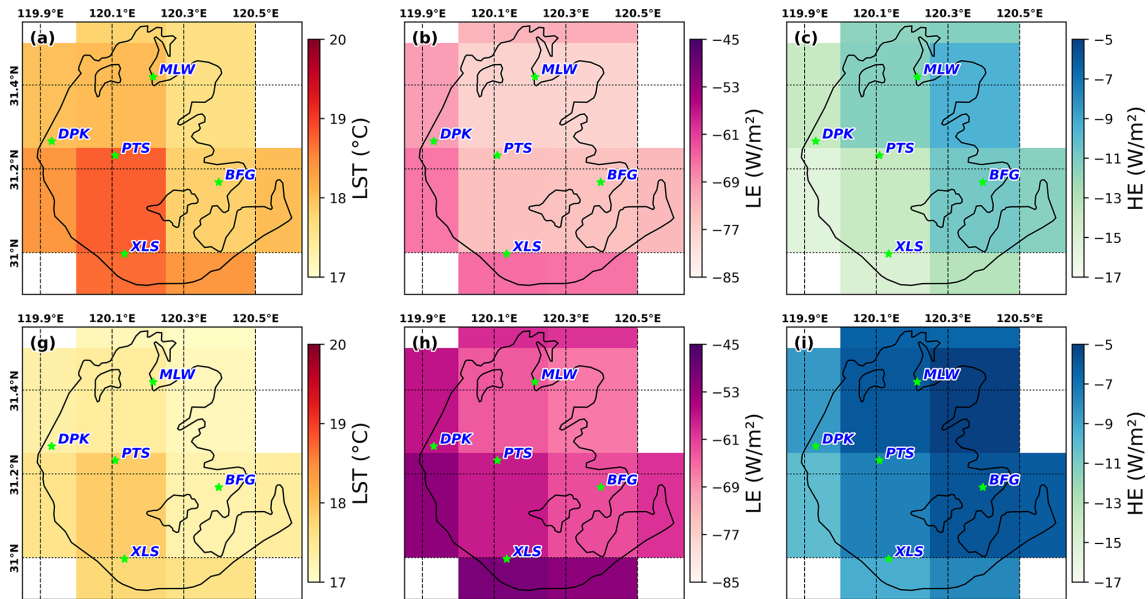 119.9°E 120.1°E 120.3°E 120.5°E
119.9°E 120.1°E 120.3°E 120.5°E
119.9°E 120.1°E 120.3°E 120.5°E
(a)
MLW
DPK
PTS
BFG
XLS
31.4°N
31.2°N
31°N
20
19
18
17
LST (°C)
(b)
MLW
DPK
PTS
BFG
XLS
−45
−53
−61
−69
−77
−85
LE (W/m²)
(c)
MLW
DPK
PTS
BFG
XLS
−5
−7
−9
−11
−13
−15
−17
HE (W/m²)
119.9°E 120.1°E 120.3°E 120.5°E
119.9°E 120.1°E 120.3°E 120.5°E
119.9°E 120.1°E 120.3°E 120.5°E
(g)
MLW
DPK
PTS
BFG
XLS
31.4°N
31.2°N
31°N
20
19
18
17
LST (°C)
(h)
MLW
DPK
PTS
BFG
XLS
−45
−53
−61
−69
−77
−85
LE (W/m²)
(i)
MLW
DPK
PTS
BFG
XLS
−5
−7
−9
−11
−13
−15
−17
HE (W/m²)